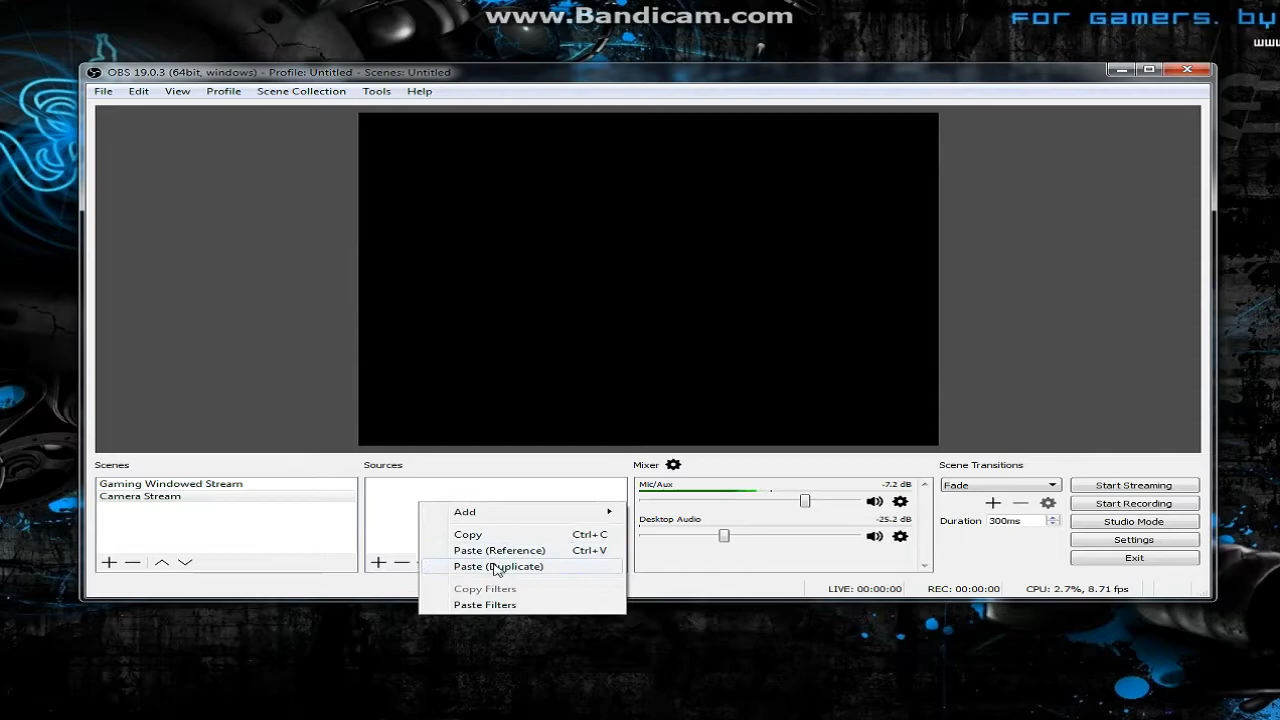 www.Bandicam.com
For Gamers. by
www
OBS 19.0.3 (64bit, windows) - Profile: Untitled - Scenes: Untitled
File Edit View Profile Scene Collection Tools Help
Scenes
Gaming Windowed Stream
Camera Stream
Sources
Add
Copy Ctrl+C
Paste (Reference) Ctrl+V
Paste (Duplicate)
Copy Filters
Paste Filters
Mixer
Mic/Aux -7.2 dB
Desktop Audio -25.2 dB
Scene Transitions
Fade
Duration 300ms
Start Streaming
Start Recording
Studio Mode
Settings
Exit
LIVE: 00:00:00 REC: 00:00:00 CPU: 2.7%, 8.71 fps